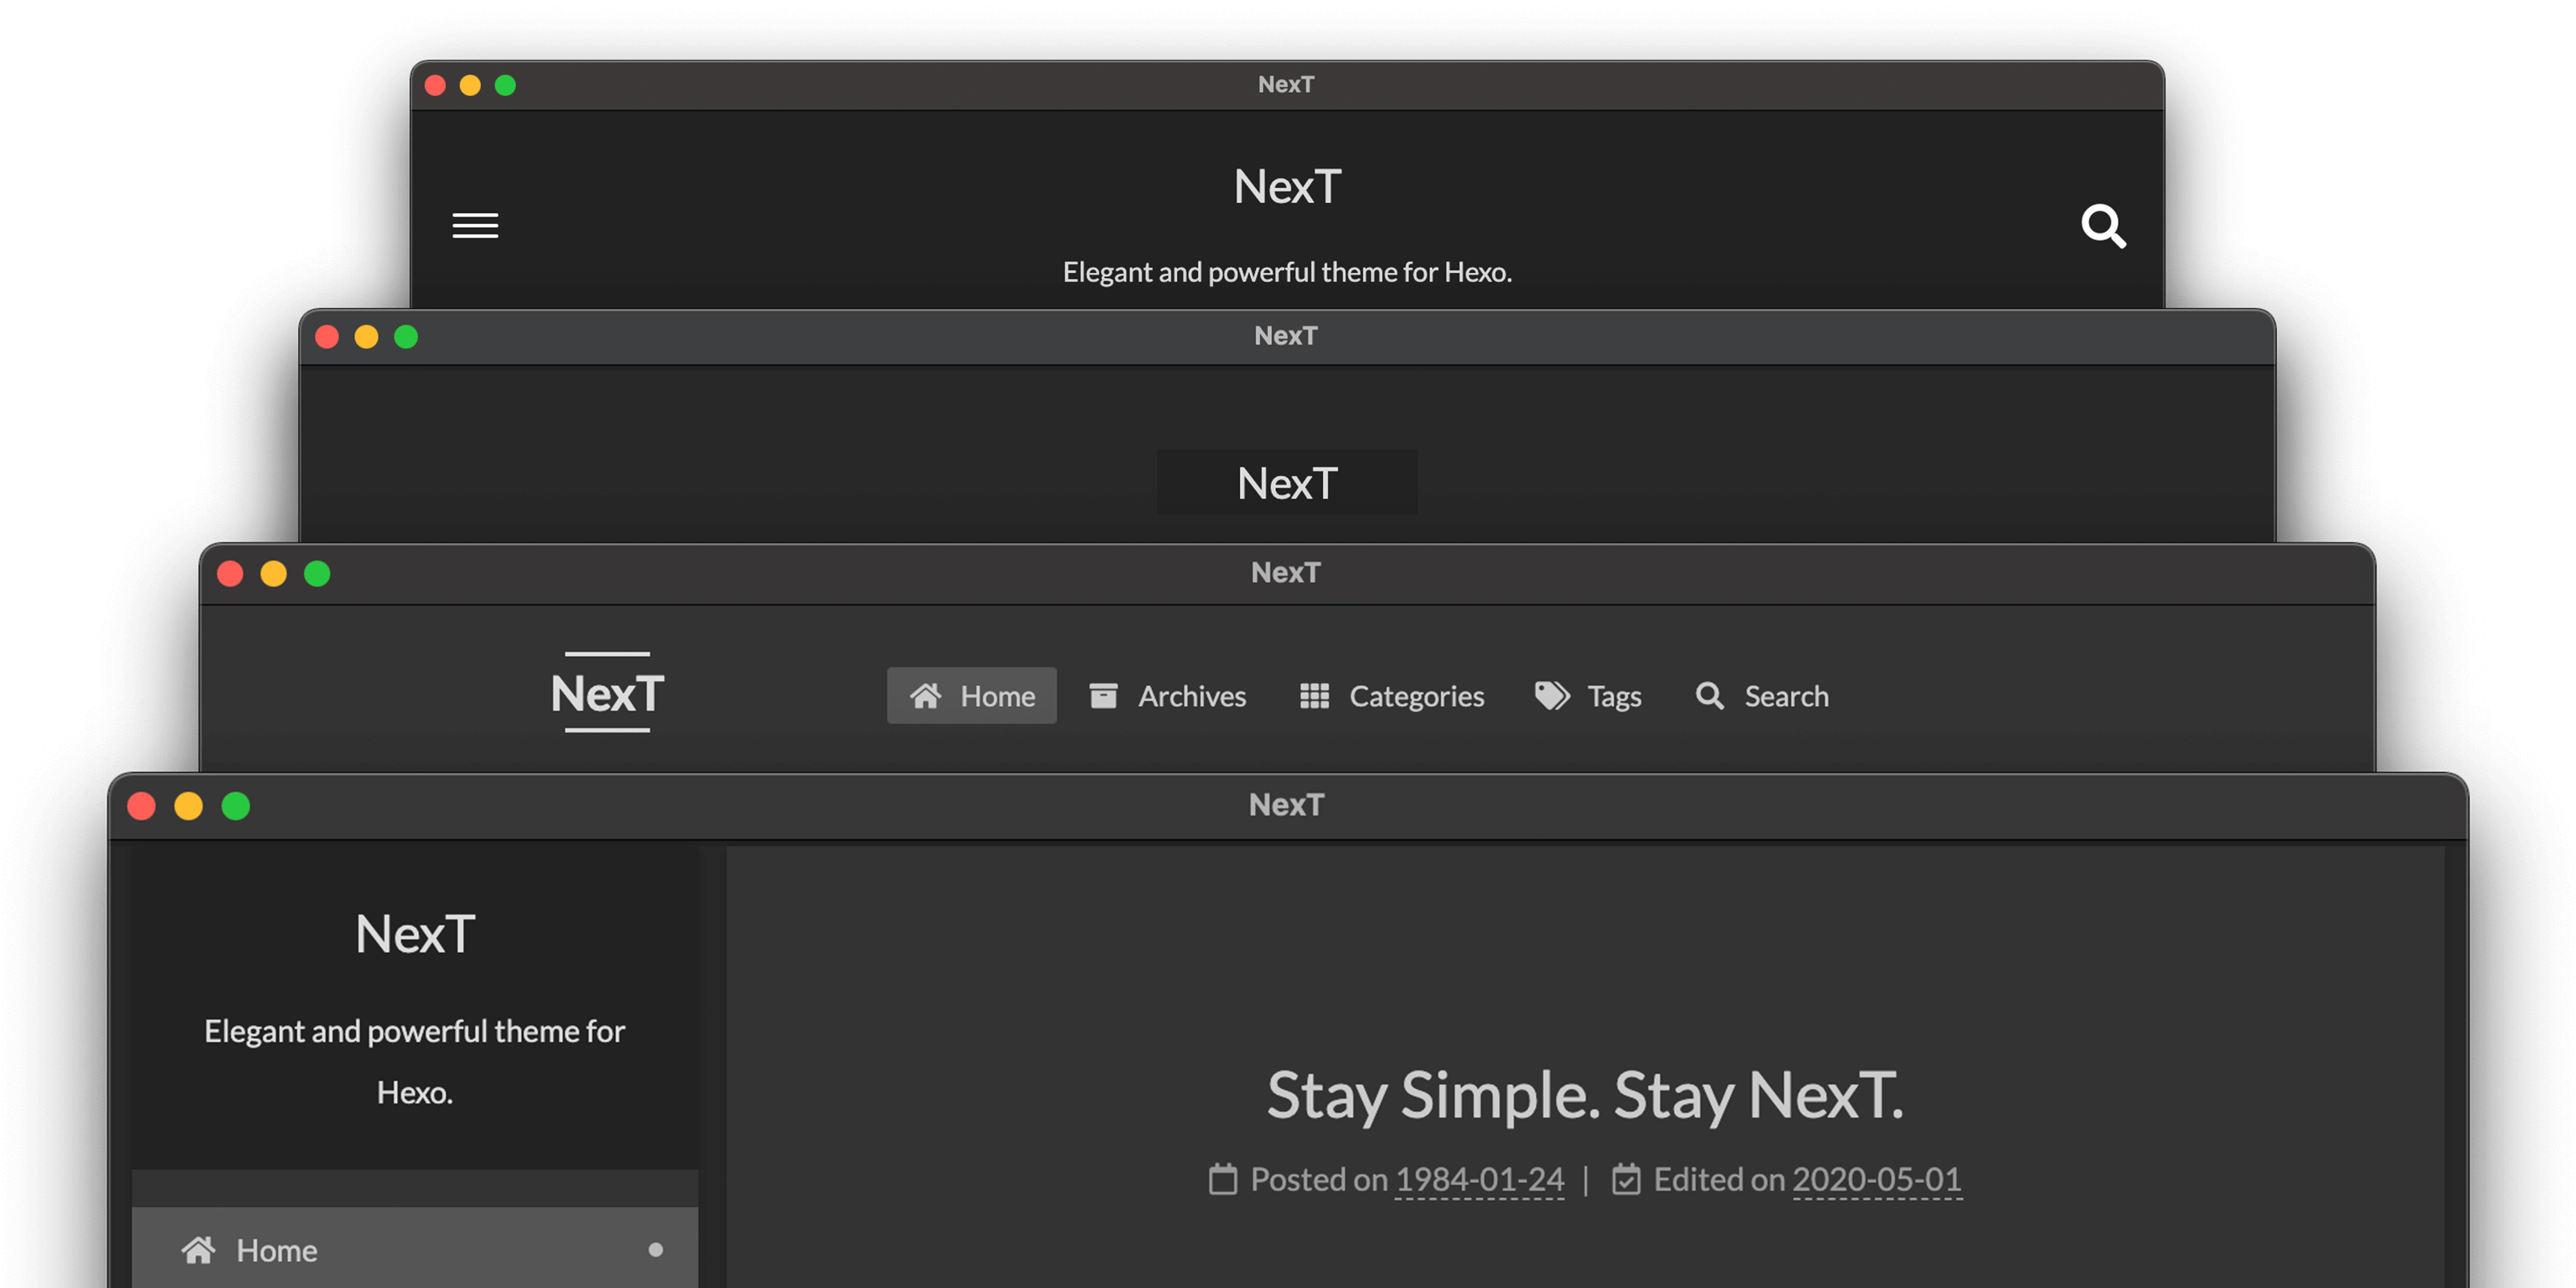 NexT
NexT
Elegant and powerful theme for Hexo.
NexT
NexT
NexT
NexT
Home Archives Categories Tags Search
NexT
NexT
Elegant and powerful theme for
Hexo.
Home
Stay Simple. Stay NexT.
Posted on 1984-01-24 | Edited on 2020-05-01